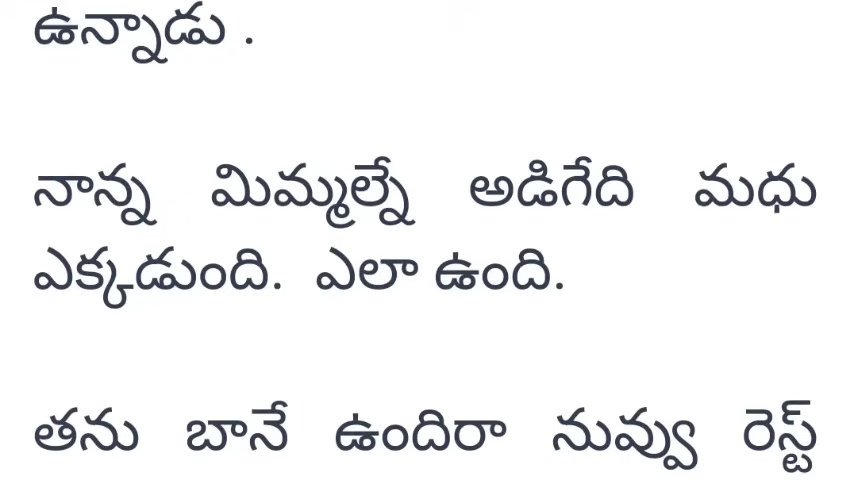 ఉన్నాడు .
నాన్న మిమ్మల్నే అడిగేది మధు
ఎక్కడుంది. ఎలా ఉంది.
తను బానే ఉందిరా నువ్వు రెస్ట్